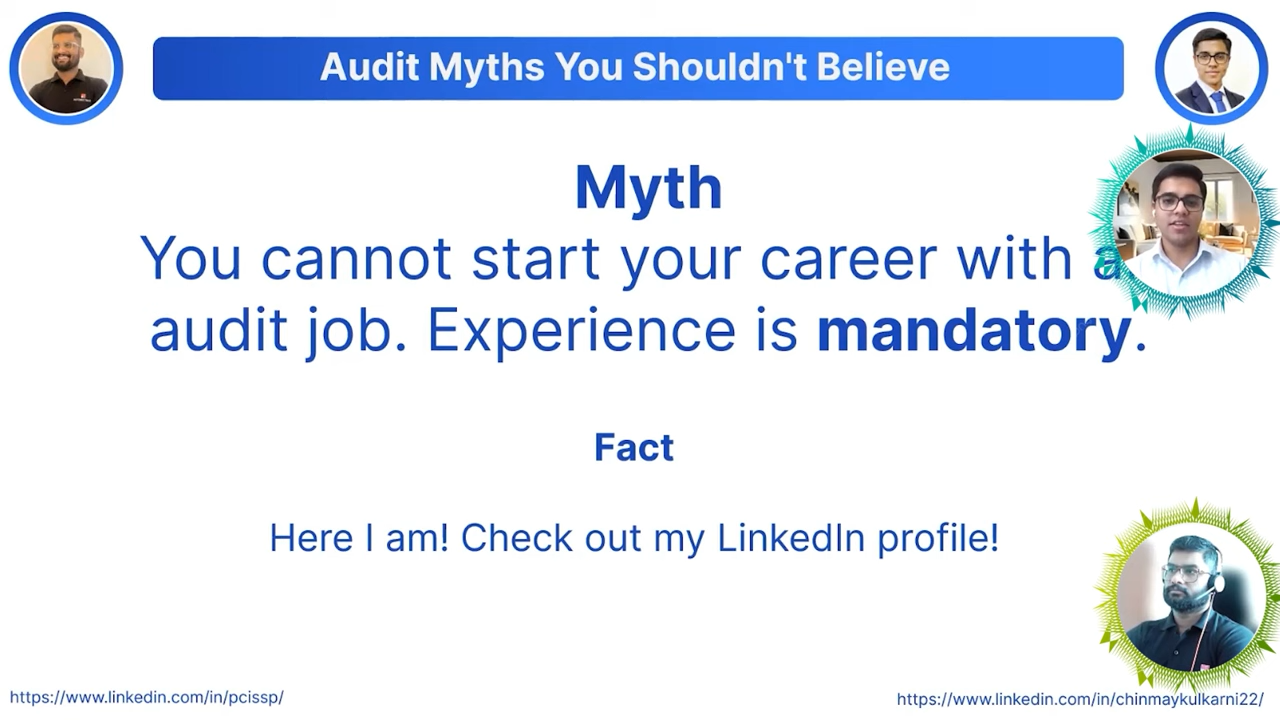 Audit Myths You Shouldn't Believe
Myth
You cannot start your career with
audit job. Experience is mandatory.
Fact
Here I am! Check out my LinkedIn profile!
https://www.linkedin.com/in/pcissp/
https://www.linkedin.com/in/chinmaykulkarni22/